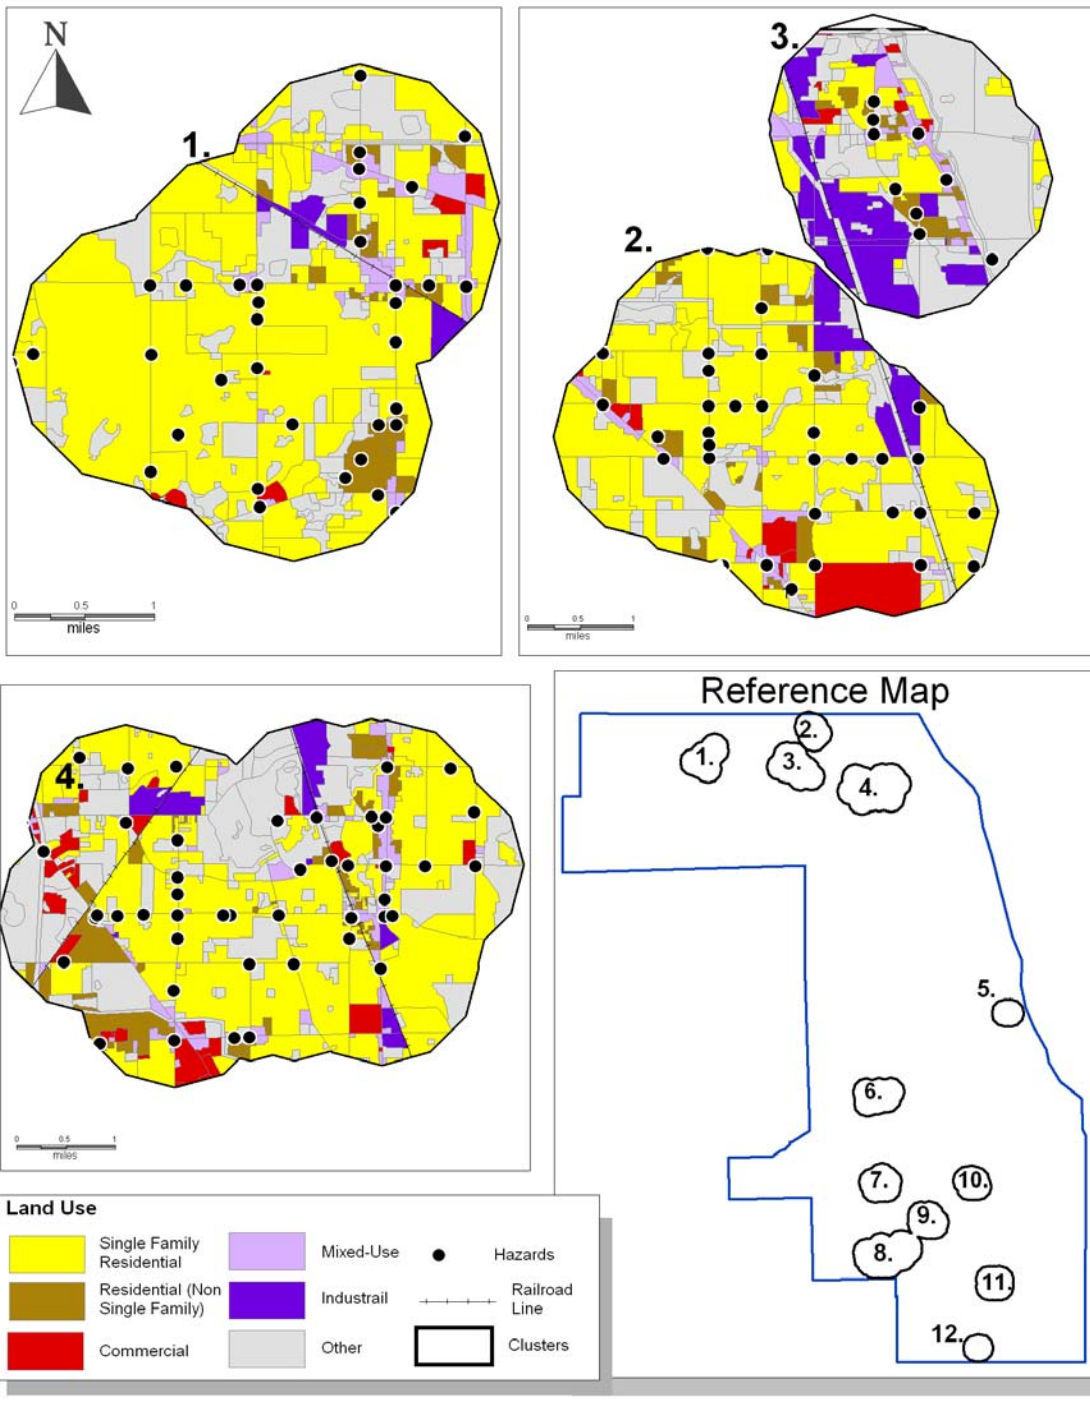 N
1.
0 0.5 1
miles
3.
2.
0 0.5 1
miles
4.
0 0.5 1
miles
Reference Map
1.
2.
3.
4.
5.
6.
7.
10.
9.
8.
11.
12.
Land Use
Single Family
Residential
Residential (Non
Single Family)
Commercial
Mixed-Use
Industrail
Other
Hazards
Railroad
Line
Clusters